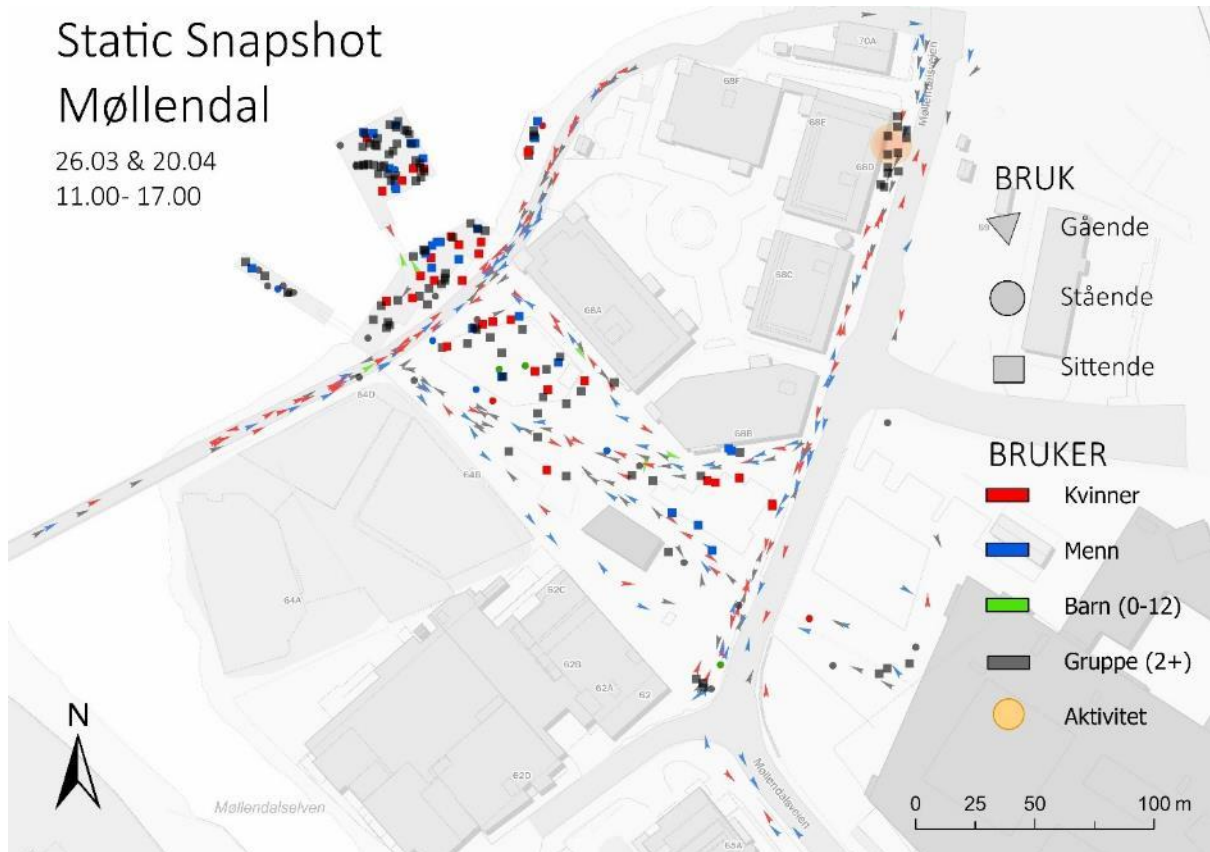 Static Snapshot
Møllendal
26.03 & 20.04
11.00- 17.00
70A
68F
68E
Møllendalsveien
68D
BRUK
69
Gående
Stående
Sittende
68C
68A
68B
64D
64B
BRUKER
Kvinner
Menn
Barn (0-12)
Gruppe (2+)
Aktivitet
64A
62C
62B
62A
62
62D
N
Møllendalselven
Møllendalsveien
0 25 50 100 m